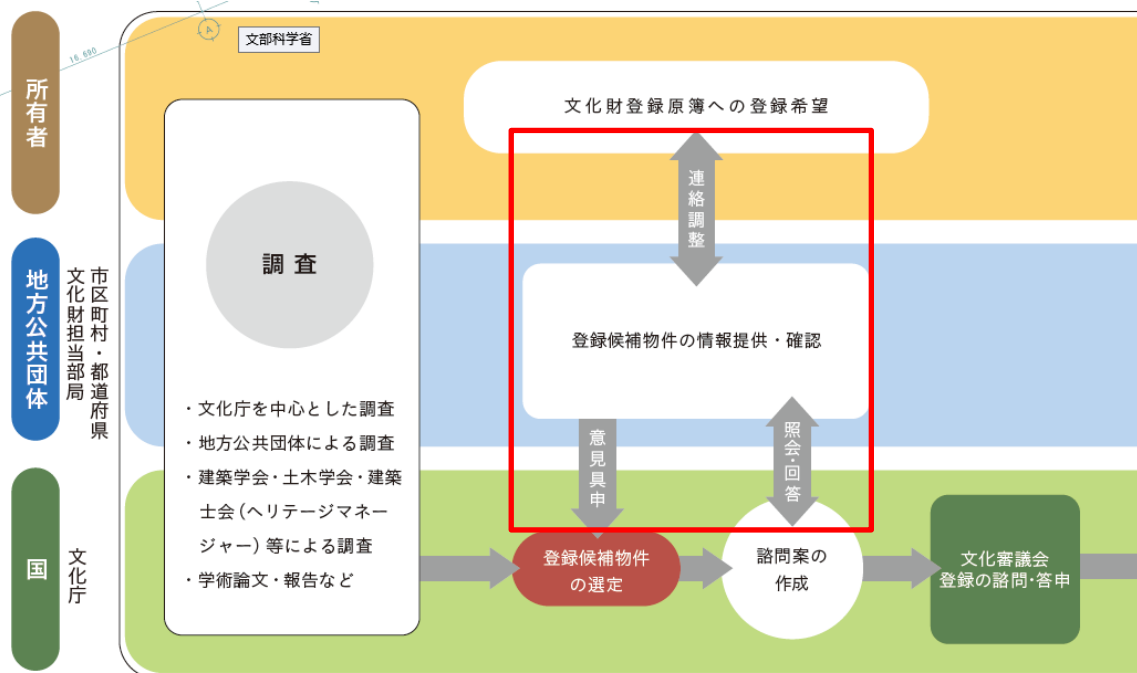 文部科学省
16,690
A
所有者
文化財登録原簿への登録希望
連絡調整
地方公共団体
市区町村・都道府県
文化財担当部局
調査
・文化庁を中心とした調査
・地方公共団体による調査
・建築学会・土木学会・建築
士会(ヘリテージマネー
ジャー)等による調査
・学術論文・報告など
登録候補物件の情報提供・確認
意見具申
照会・回答
国
文化庁
登録候補物件
の選定
諮問案の
作成
文化審議会
登録の諮問・答申